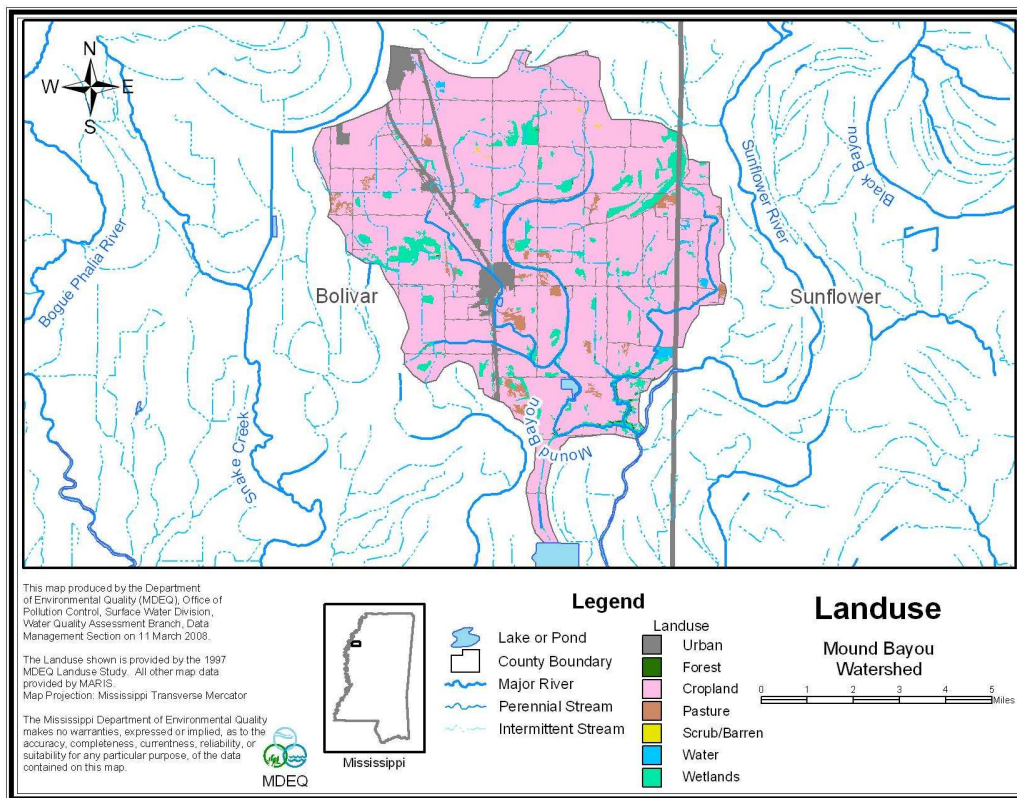 N
W E
S
Bogue Phalia River
Bolivar
Snake Creek
Mound Bayou
Mound
Sunflower River
Black Bayou
Sunflower
This map produced by the Department
of Environmental Quality (MDEQ), Office of
Pollution Control, Surface Water Division,
Water Quality Assessment Branch, Data
Management Section on 11 March 2008.
The Landuse shown is provided by the 1997
MDEQ Landuse Study. All other map data
provided by MARIS.
Map Projection: Mississippi Transverse Mercator
The Mississippi Department of Environmental Quality
makes no warranties, expressed or implied, as to the
accuracy, completeness, currentness, reliability, or
suitability for any particular purpose, of the data
contained on this map.
MDEQ
Mississippi
Legend
Lake or Pond
County Boundary
Major River
Perennial Stream
Intermittent Stream
Landuse
Urban
Forest
Cropland
Pasture
Scrub/Barren
Water
Wetlands
Landuse
Mound Bayou
Watershed
0 1 2 3 4 5
Miles